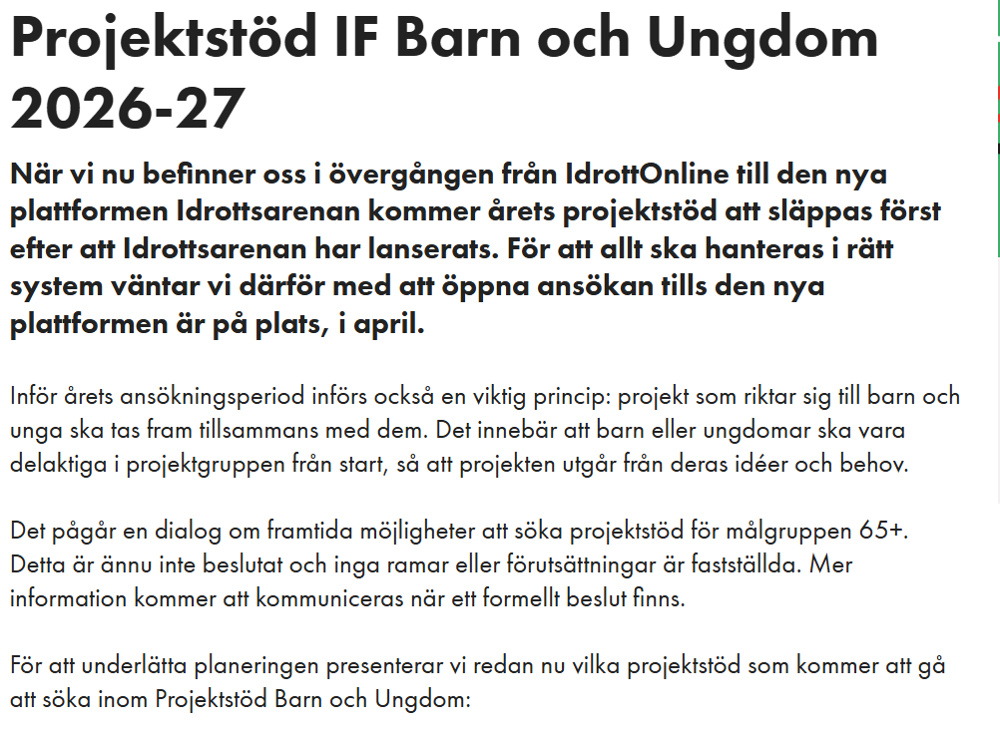 Projektstöd IF Barn och Ungdom
2026-27
När vi nu befinner oss i övergången från IdrottOnline till den nya
plattformen Idrottsarenan kommer årets projektstöd att släppas först
efter att Idrottsarenan har lanserats. För att allt ska hanteras i rätt
system väntar vi därför med att öppna ansökan tills den nya
plattformen är på plats, i april.
Inför årets ansökningsperiod införs också en viktig princip: projekt som riktar sig till barn och
unga ska tas fram tillsammans med dem. Det innebär att barn eller ungdomar ska vara
delaktiga i projektgruppen från start, så att projekten utgår från deras idéer och behov.
Det pågår en dialog om framtida möjligheter att söka projektstöd för målgruppen 65+.
Detta är ännu inte beslutat och inga ramar eller förutsättningar är fastställda. Mer
information kommer att kommuniceras när ett formellt beslut finns.
För att underlätta planeringen presenterar vi redan nu vilka projektstöd som kommer att gå
att söka inom Projektstöd Barn och Ungdom: